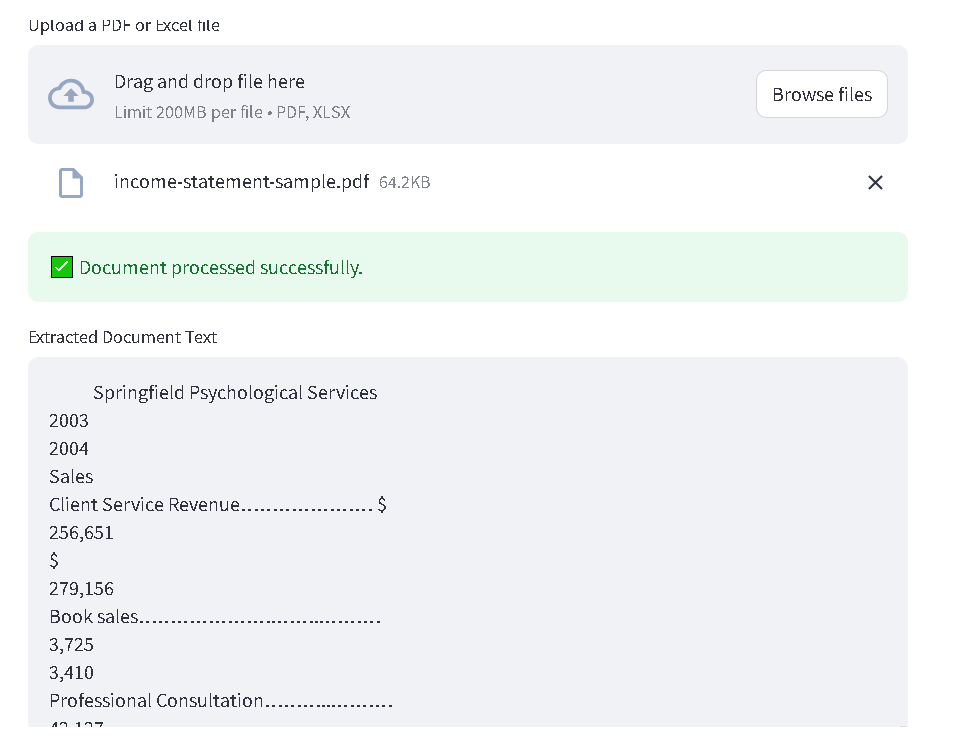 Upload a PDF or Excel file
Drag and drop file here
Limit 200MB per file • PDF, XLSX
Browse files
income-statement-sample.pdf 64.2KB
Document processed successfully.
Extracted Document Text
Springfield Psychological Services
2003
2004
Sales
Client Service Revenue………………… $
256,651
$
279,156
Book sales………………………..……….
3,725
3,410
Professional Consultation………...……….